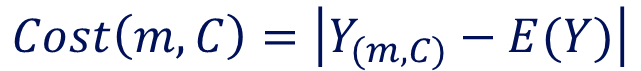 Cost(m, C) = |Y₍m,C₎ − E(Y)|